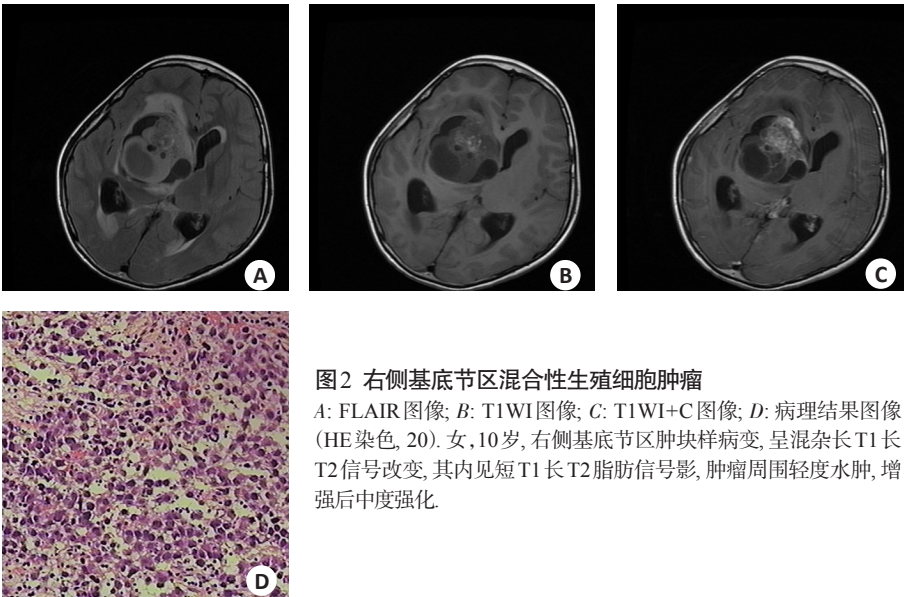 A
B
C
D
图2 右侧基底节区混合性生殖细胞肿瘤
A: FLAIR图像; B: T1WI图像; C: T1WI+C图像; D: 病理结果图像
(HE染色, 20). 女, 10岁, 右侧基底节区肿块样病变, 呈混杂长T1长
T2信号改变, 其内见短T1长T2脂肪信号影, 肿瘤周围轻度水肿, 增
强后中度强化.